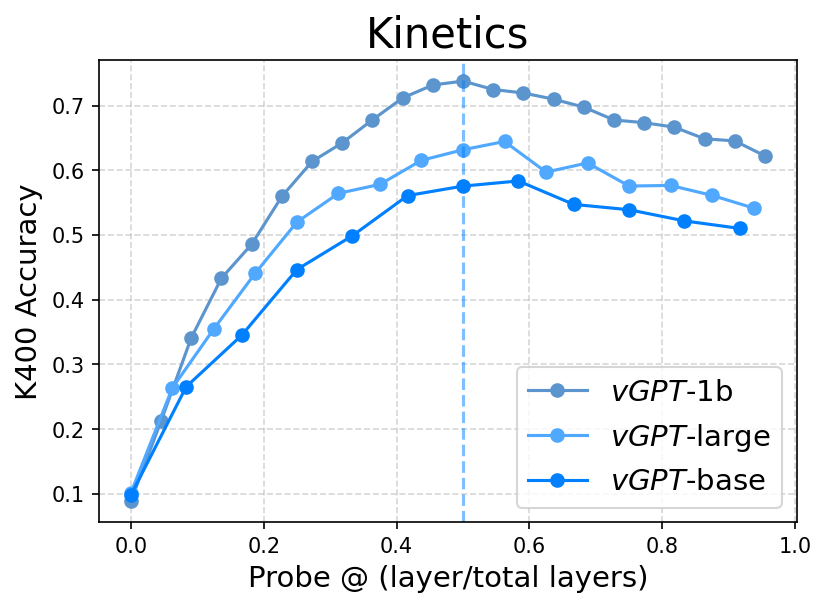 Kinetics
K400 Accuracy
0.7
0.6
0.5
0.4
0.3
0.2
0.1
vGPT-1b
vGPT-large
vGPT-base
0.0 0.2 0.4 0.6 0.8 1.0
Probe @ (layer/total layers)